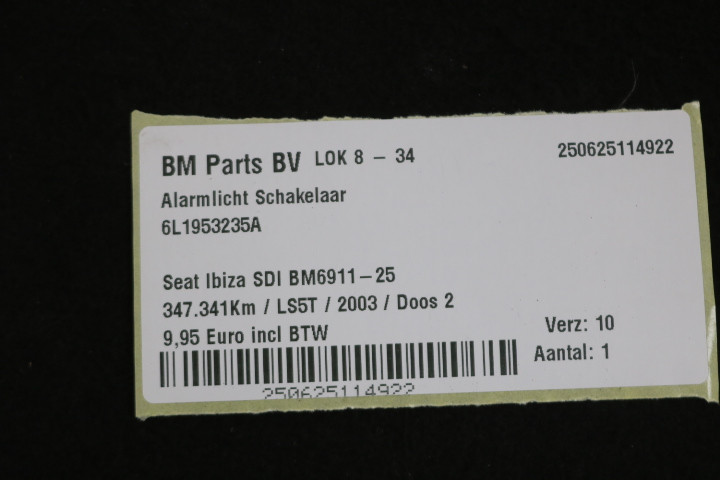 BM Parts BV LOK 8 - 34 250625114922
Alarmlicht Schakelaar
6L1953235A
Seat Ibiza SDI BM6911-25
347.341Km / LS5T / 2003 / Doos 2
9,95 Euro incl BTW Verz: 10
Aantal: 1
250625114922